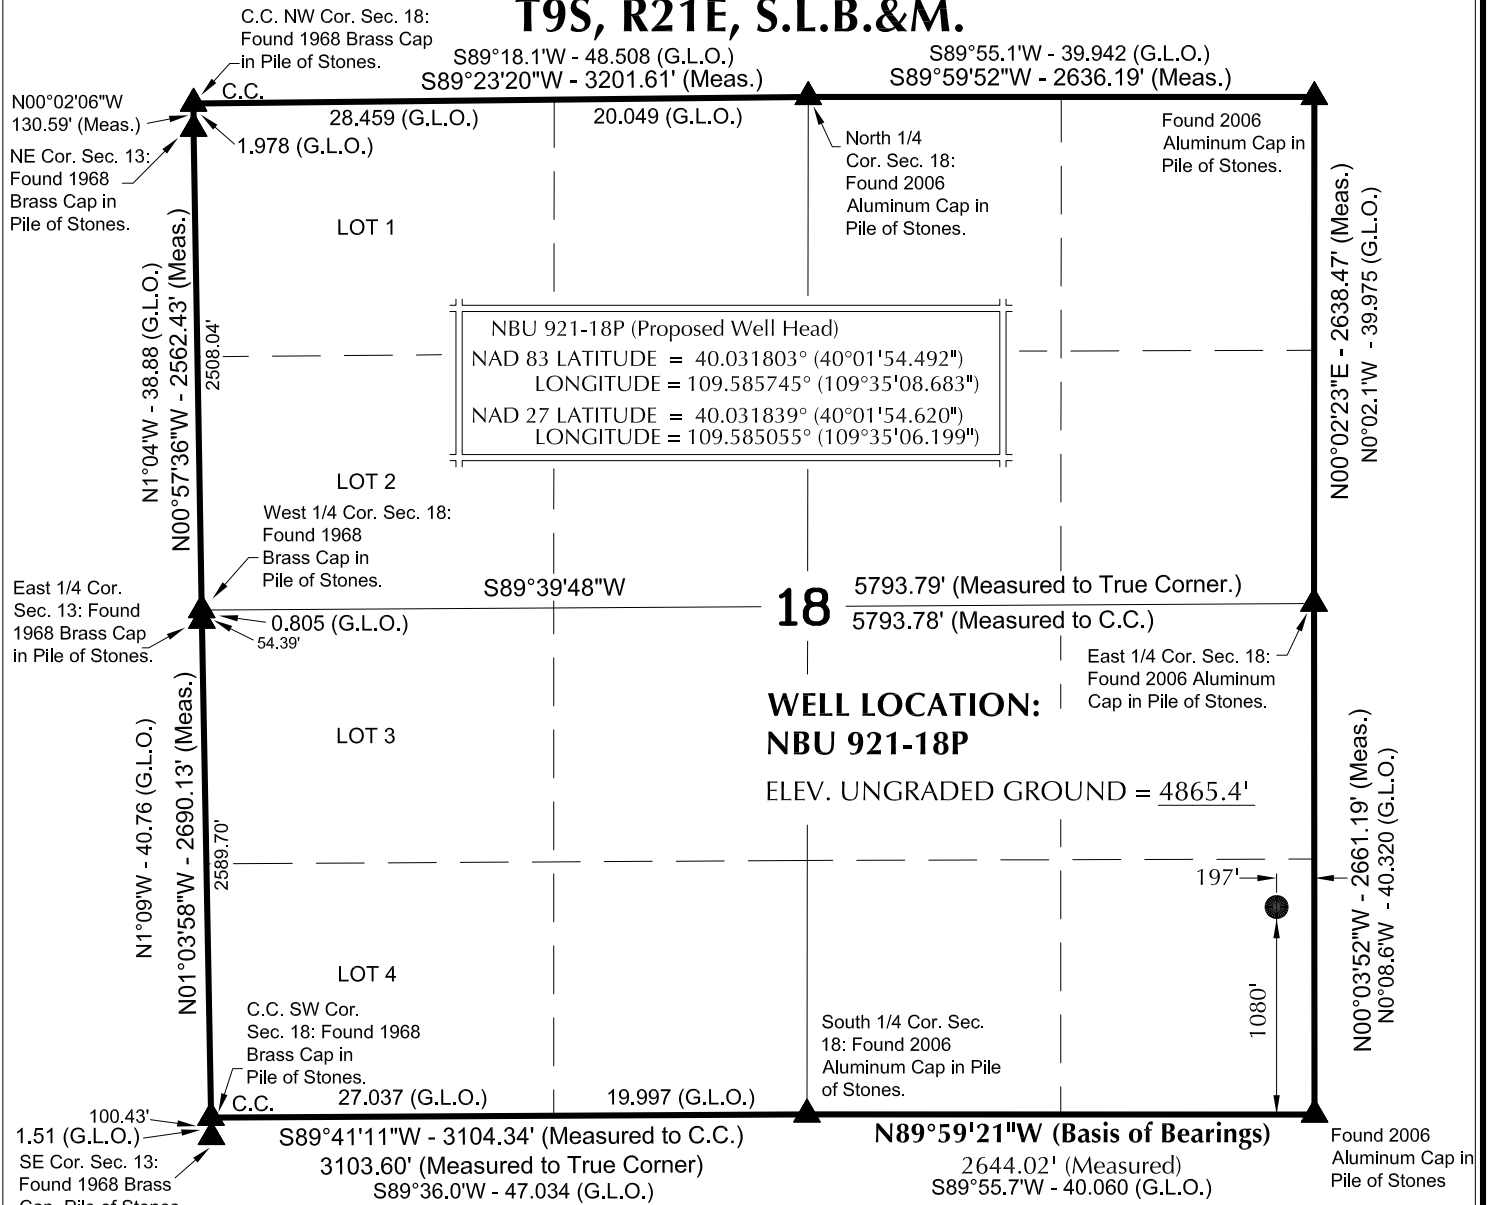 T9S, R21E, S.L.B.&M.
C.C. NW Cor. Sec. 18:
Found 1968 Brass Cap
in Pile of Stones.
S89°18.1'W - 48.508 (G.L.O.)
S89°23'20"W - 3201.61' (Meas.)
S89°55.1'W - 39.942 (G.L.O.)
S89°59'52"W - 2636.19' (Meas.)
N00°02'06"W
130.59' (Meas.)
C.C.
28.459 (G.L.O.)
20.049 (G.L.O.)
1.978 (G.L.O.)
NE Cor. Sec. 13:
Found 1968
Brass Cap in
Pile of Stones.
North 1/4
Cor. Sec. 18:
Found 2006
Aluminum Cap in
Pile of Stones.
Found 2006
Aluminum Cap in
Pile of Stones.
LOT 1
N1°04'W - 38.88 (G.L.O.)
N00°57'36"W - 2562.43' (Meas.)
2508.04'
N00°02'23"E - 2638.47' (Meas.)
N0°02.1'W - 39.975 (G.L.O.)
NBU 921-18P (Proposed Well Head)
NAD 83 LATITUDE = 40.031803° (40°01'54.492")
LONGITUDE = 109.585745° (109°35'08.683")
NAD 27 LATITUDE = 40.031839° (40°01'54.620")
LONGITUDE = 109.585055° (109°35'06.199")
LOT 2
West 1/4 Cor. Sec. 18:
Found 1968
Brass Cap in
Pile of Stones.
East 1/4 Cor.
Sec. 13: Found
1968 Brass Cap
in Pile of Stones.
S89°39'48"W
18
5793.79' (Measured to True Corner.)
5793.78' (Measured to C.C.)
0.805 (G.L.O.)
54.39'
East 1/4 Cor. Sec. 18:
Found 2006 Aluminum
Cap in Pile of Stones.
WELL LOCATION:
NBU 921-18P
ELEV. UNGRADED GROUND = 4865.4'
LOT 3
N1°09'W - 40.76 (G.L.O.)
N01°03'58"W - 2690.13' (Meas.)
2589.70'
197'
1080'
N00°03'52"W - 2661.19' (Meas.)
N0°08.6'W - 40.320 (G.L.O.)
LOT 4
C.C. SW Cor.
Sec. 18: Found 1968
Brass Cap in
Pile of Stones.
South 1/4 Cor. Sec.
18: Found 2006
Aluminum Cap in Pile
of Stones.
C.C.
27.037 (G.L.O.)
19.997 (G.L.O.)
100.43'
1.51 (G.L.O.)
SE Cor. Sec. 13:
Found 1968 Brass
Cap, Pile of Stones
S89°41'11"W - 3104.34' (Measured to C.C.)
3103.60' (Measured to True Corner)
S89°36.0'W - 47.034 (G.L.O.)
N89°59'21"W (Basis of Bearings)
2644.02' (Measured)
S89°55.7'W - 40.060 (G.L.O.)
Found 2006
Aluminum Cap in
Pile of Stones